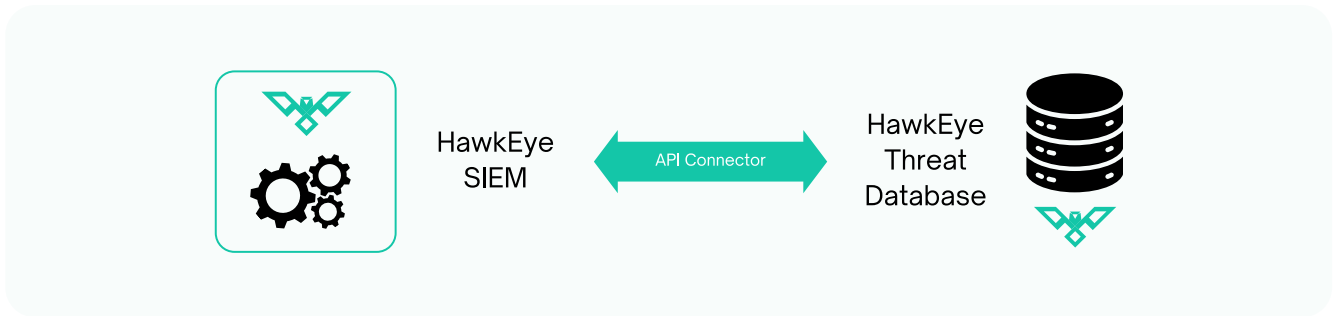 HawkEye
SIEM
API Connector
HawkEye
Threat
Database